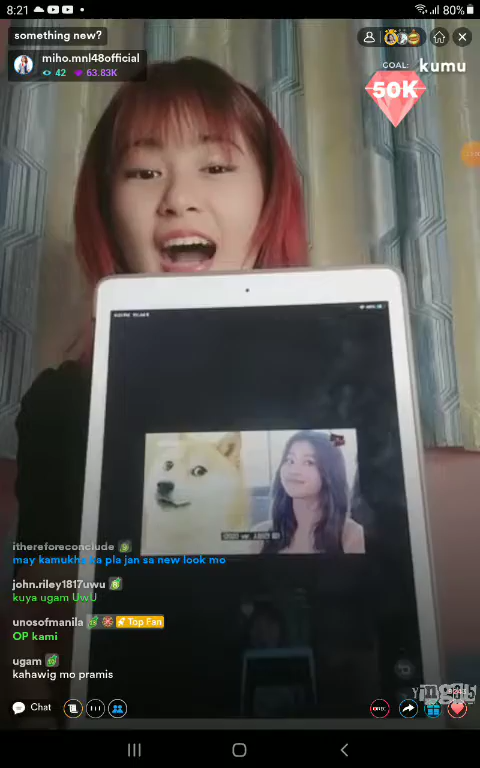 8:21
80%
something new?
miho.mnl48official
42 63.83K
GOAL: kumu
50K
ithereforeconclude
may kamukha ka pla jan sa new look mo
john.riley1817uwu
kuya ugam UwU
unosofmanila Top Fan
OP kami
ugam
kahawig mo pramis
Chat